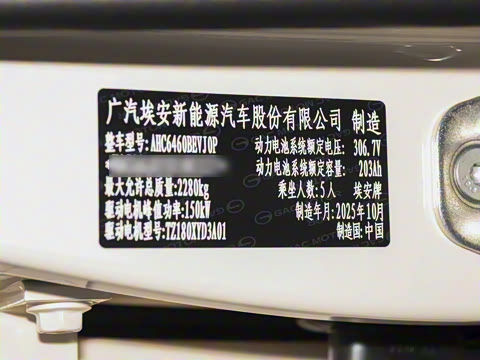 广汽埃安新能源汽车股份有限公司 制造
整车型号:AHC6460BEVJ0P 动力电池系统额定电压: 306.7V
动力电池系统额定容量: 203Ah
最大允许总质量:2280kg 乘坐人数:5人 埃安牌
驱动电机峰值功率:150kW 制造年月:2025年10月
驱动电机型号:TZ180XYD3A01 制造国:中国